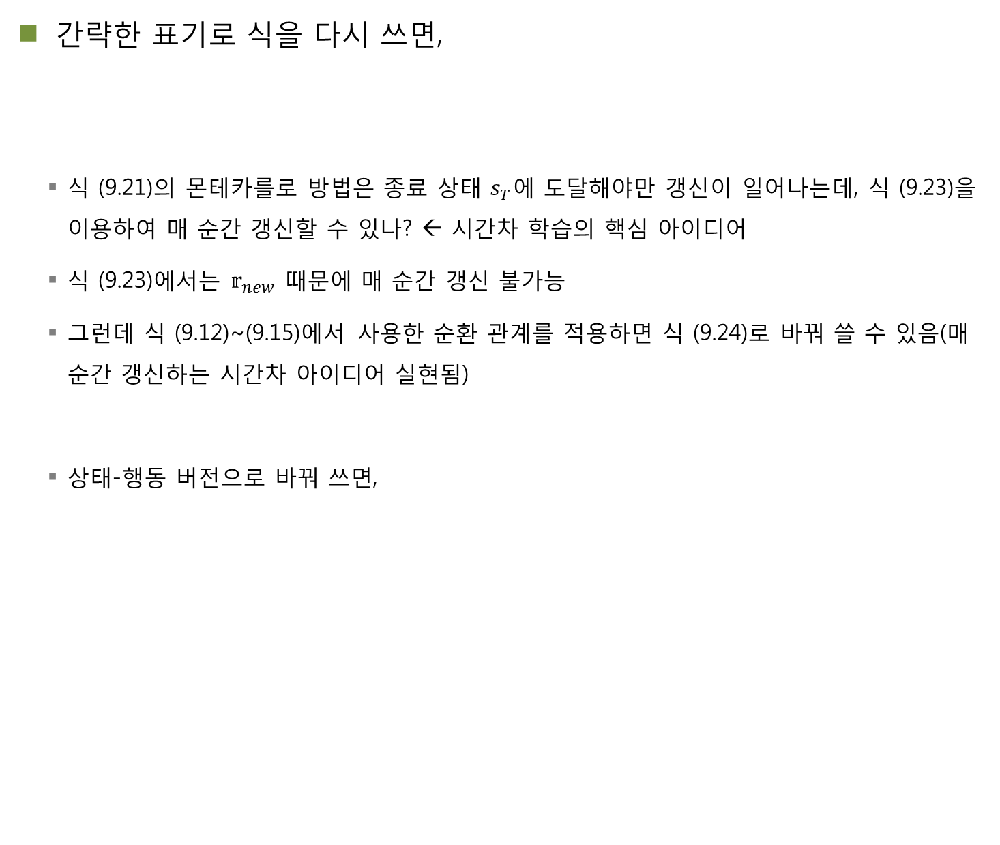 ■ 간략한 표기로 식을 다시 쓰면,
▪ 식 (9.21)의 몬테카를로 방법은 종료 상태 $s_T$에 도달해야만 갱신이 일어나는데, 식 (9.23)을
이용하여 매 순간 갱신할 수 있나? ← 시간차 학습의 핵심 아이디어
▪ 식 (9.23)에서는 $\mathbb{r}_{new}$ 때문에 매 순간 갱신 불가능
▪ 그런데 식 (9.12)~(9.15)에서 사용한 순환 관계를 적용하면 식 (9.24)로 바꿔 쓸 수 있음(매
순간 갱신하는 시간차 아이디어 실현됨)
▪ 상태-행동 버전으로 바꿔 쓰면,